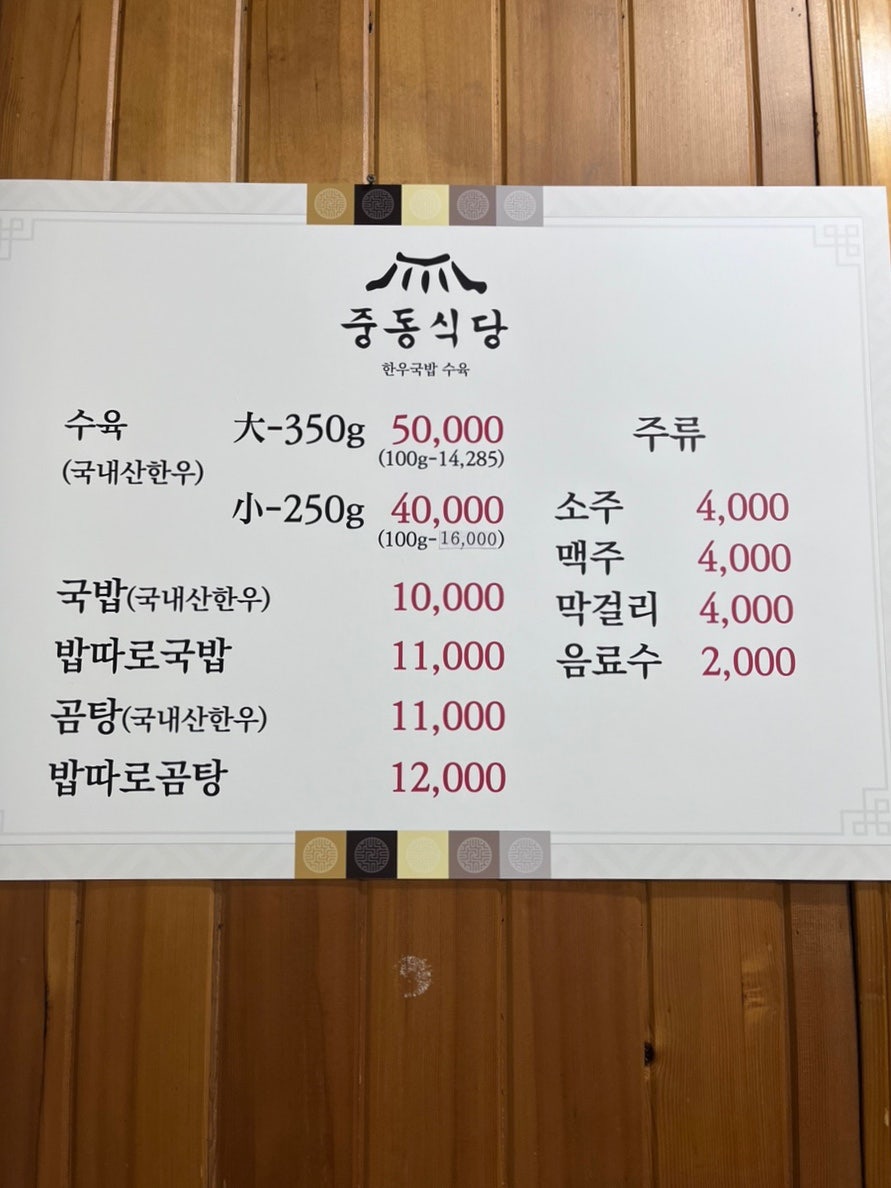 중동식당
한우국밥 수육
수육 大-350g 50,000
(국내산한우) (100g-14,285)
小-250g 40,000
(100g-16,000)
국밥(국내산한우) 10,000
밥따로국밥 11,000
곰탕(국내산한우) 11,000
밥따로곰탕 12,000
주류
소주 4,000
맥주 4,000
막걸리 4,000
음료수 2,000